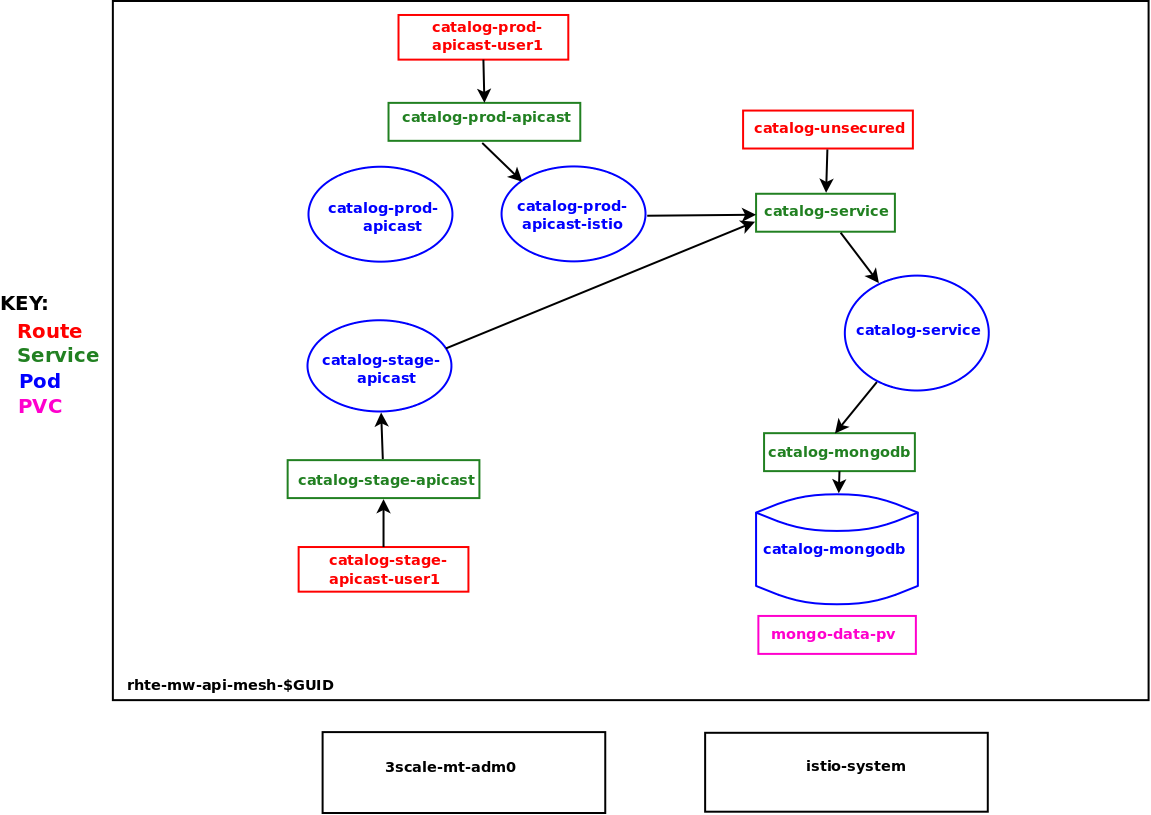 catalog-prod-
apicast-user1
catalog-prod-apicast
catalog-unsecured
catalog-prod-
apicast
catalog-prod-
apicast-istio
catalog-service
KEY:
Route
Service
Pod
PVC
catalog-service
catalog-stage-
apicast
catalog-mongodb
catalog-stage-apicast
catalog-mongodb
catalog-stage-
apicast-user1
mongo-data-pv
rhte-mw-api-mesh-$GUID
3scale-mt-adm0
istio-system